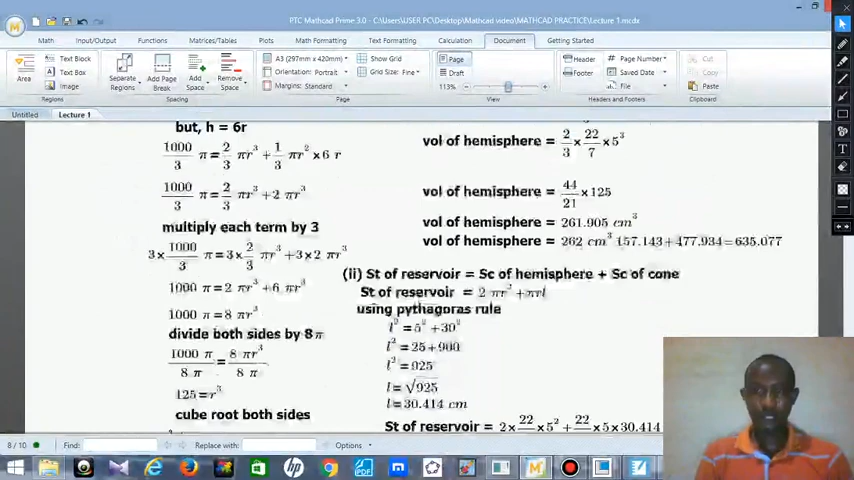 PTC Mathcad Prime 3.0 - C:\Users\USER PC\Desktop\Mathcad video\MATHCAD PRACTICE\Lecture 1.mcdx
Math Input/Output Functions Matrices/Tables Plots Math Formatting Text Formatting Calculation Document Getting Started
Area
Text Block
Text Box
Image
Regions
Separate Regions
Add Page Break
Add Space
Remove Space
Spacing
A3 (297mm x 420mm)
Orientation: Portrait
Margins: Standard
Show Grid
Grid Size: Fine
Page
Page
Draft
113%
View
Header
Footer
Page Number
Saved Date
File
Headers and Footers
Cut
Copy
Paste
Clipboard
Untitled Lecture 1
but, h = 6r
1000/3 π = 2/3 πr³ + 1/3 πr² × 6 r
1000/3 π = 2/3 πr³ + 2 πr³
multiply each term by 3
3 × 1000/3 π = 3 × 2/3 πr³ + 3 × 2 πr³
1000 π = 2 πr³ + 6 πr³
1000 π = 8 πr³
divide both sides by 8 π
1000 π/8 π = 8 πr³/8 π
125 = r³
cube root both sides
vol of hemisphere = 2/3 × 22/7 × 5³
vol of hemisphere = 44/21 × 125
vol of hemisphere = 261.905 cm³
vol of hemisphere = 262 cm³ 157.143 + 477.934 = 635.077
(ii) St of reservoir = Sc of hemisphere + Sc of cone
St of reservoir = 2 πr² + πrl
using pythagoras rule
l² = 5² + 30²
l² = 25 + 900
l² = 925
l = √925
l = 30.414 cm
St of reservoir = 2 × 22/7 × 5² + 22/7 × 5 × 30.414
8 / 10 Find: Replace with: Options